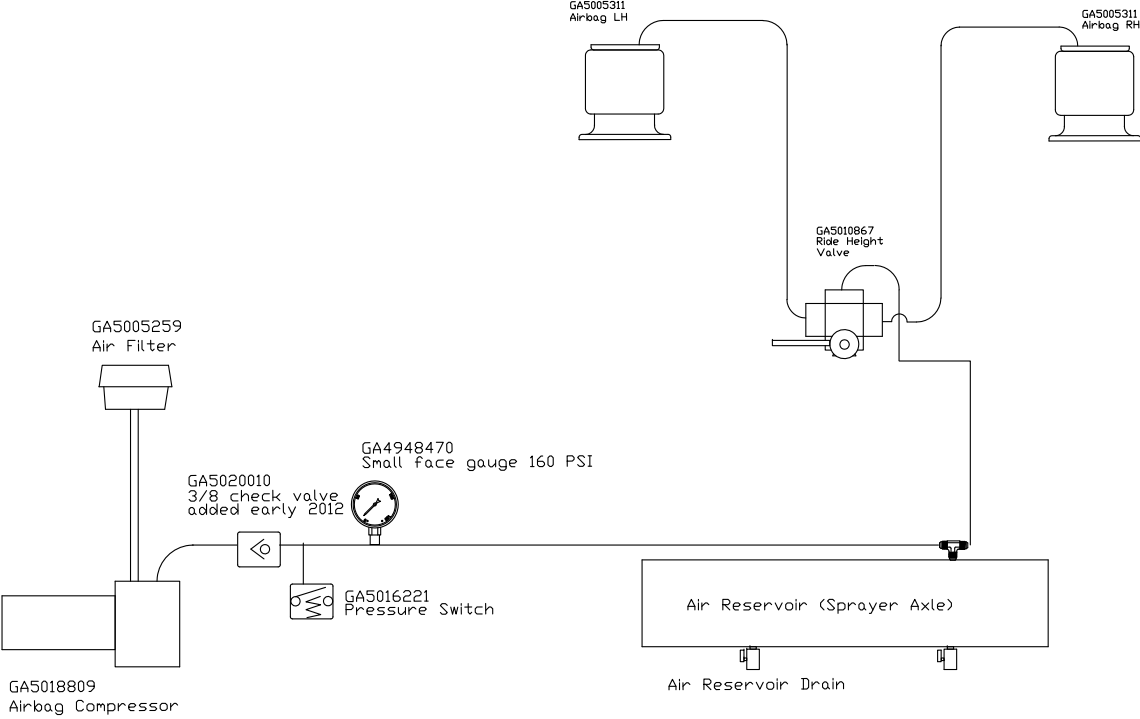 GA5005311
Airbag LH
GA5005311
Airbag RH
GA5010867
Ride Height
Valve
GA5005259
Air Filter
GA4948470
Small face gauge 160 PSI
GA5020010
3/8 check valve
added early 2012
GA5016221
Pressure Switch
Air Reservoir (Sprayer Axle)
Air Reservoir Drain
GA5018809
Airbag Compressor